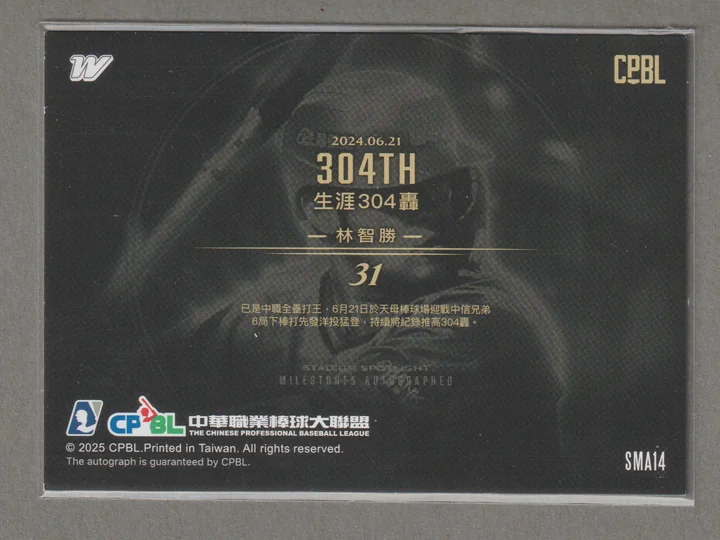 W
CPBL
2024.06.21
304TH
生涯304轟
— 林智勝 —
31
已是中職全壘打王，6月21日於天母棒球場迎戰中信兄弟
6局下棒打先發洋投猛登，持續將紀錄推高304轟。
STADIUM SPOTLIGHT
MILESTONES AUTOGRAPHED
CPBL 中華職業棒球大聯盟
THE CHINESE PROFESSIONAL BASEBALL LEAGUE
© 2025 CPBL.Printed in Taiwan. All rights reserved.
The autograph is guaranteed by CPBL.
SMA14